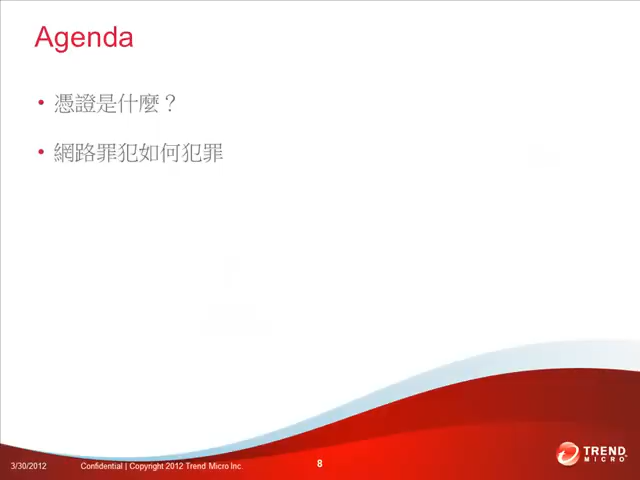 Agenda
• 憑證是什麼？
• 網路罪犯如何犯罪
3/30/2012 Confidential | Copyright 2012 Trend Micro Inc. 8
TREND
MICRO